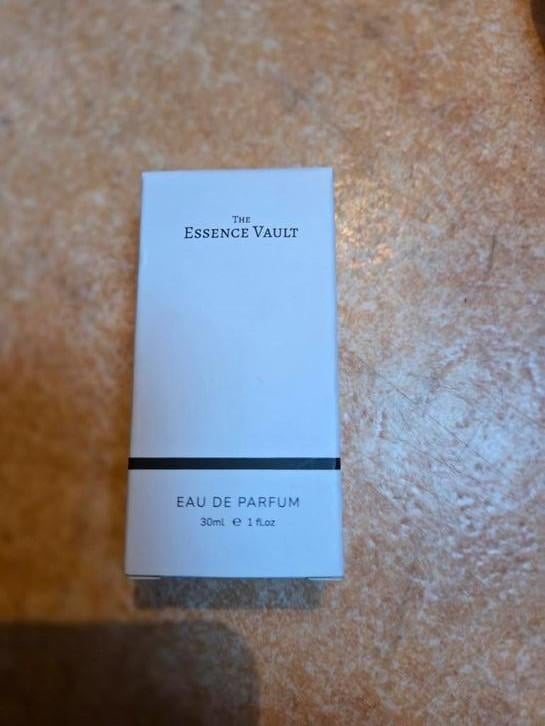 The
Essence Vault
EAU DE PARFUM
30ml ℮ 1 fl.oz